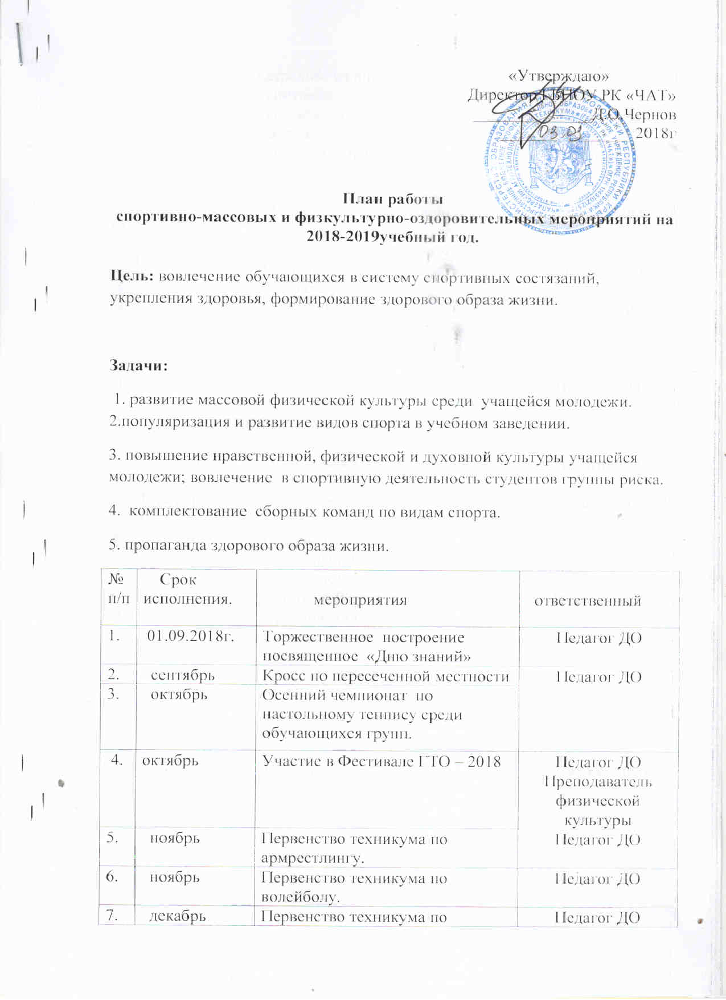 «Утверждаю»
Директор ГБПОУ РК «ЧАТ»
Д.О.Чернов
03.09 2018г
План работы
спортивно-массовых и физкультурно-оздоровительных мероприятий на
2018-2019учебный год.
Цель: вовлечение обучающихся в систему спортивных состязаний,
укрепления здоровья, формирование здорового образа жизни.
Задачи:
1. развитие массовой физической культуры среди учащейся молодежи.
2.популяризация и развитие видов спорта в учебном заведении.
3. повышение нравственной, физической и духовной культуры учащейся
молодежи; вовлечение в спортивную деятельность студентов группы риска.
4. комплектование сборных команд по видам спорта.
5. пропаганда здорового образа жизни.
№ Срок
п/п исполнения. мероприятия ответственный
1. 01.09.2018г. Торжественное построение Педагог ДО
посвященное «Дню знаний»
2. сентябрь Кросс по пересеченной местности Педагог ДО
3. октябрь Осенний чемпионат по
настольному теннису среди
обучающихся групп.
4. октябрь Участие в Фестивале ГТО – 2018 Педагог ДО
Преподаватель
физической
культуры
5. ноябрь Первенство техникума по Педагог ДО
армрестлингу.
6. ноябрь Первенство техникума по Педагог ДО
волейболу.
7. декабрь Первенство техникума по Педагог ДО